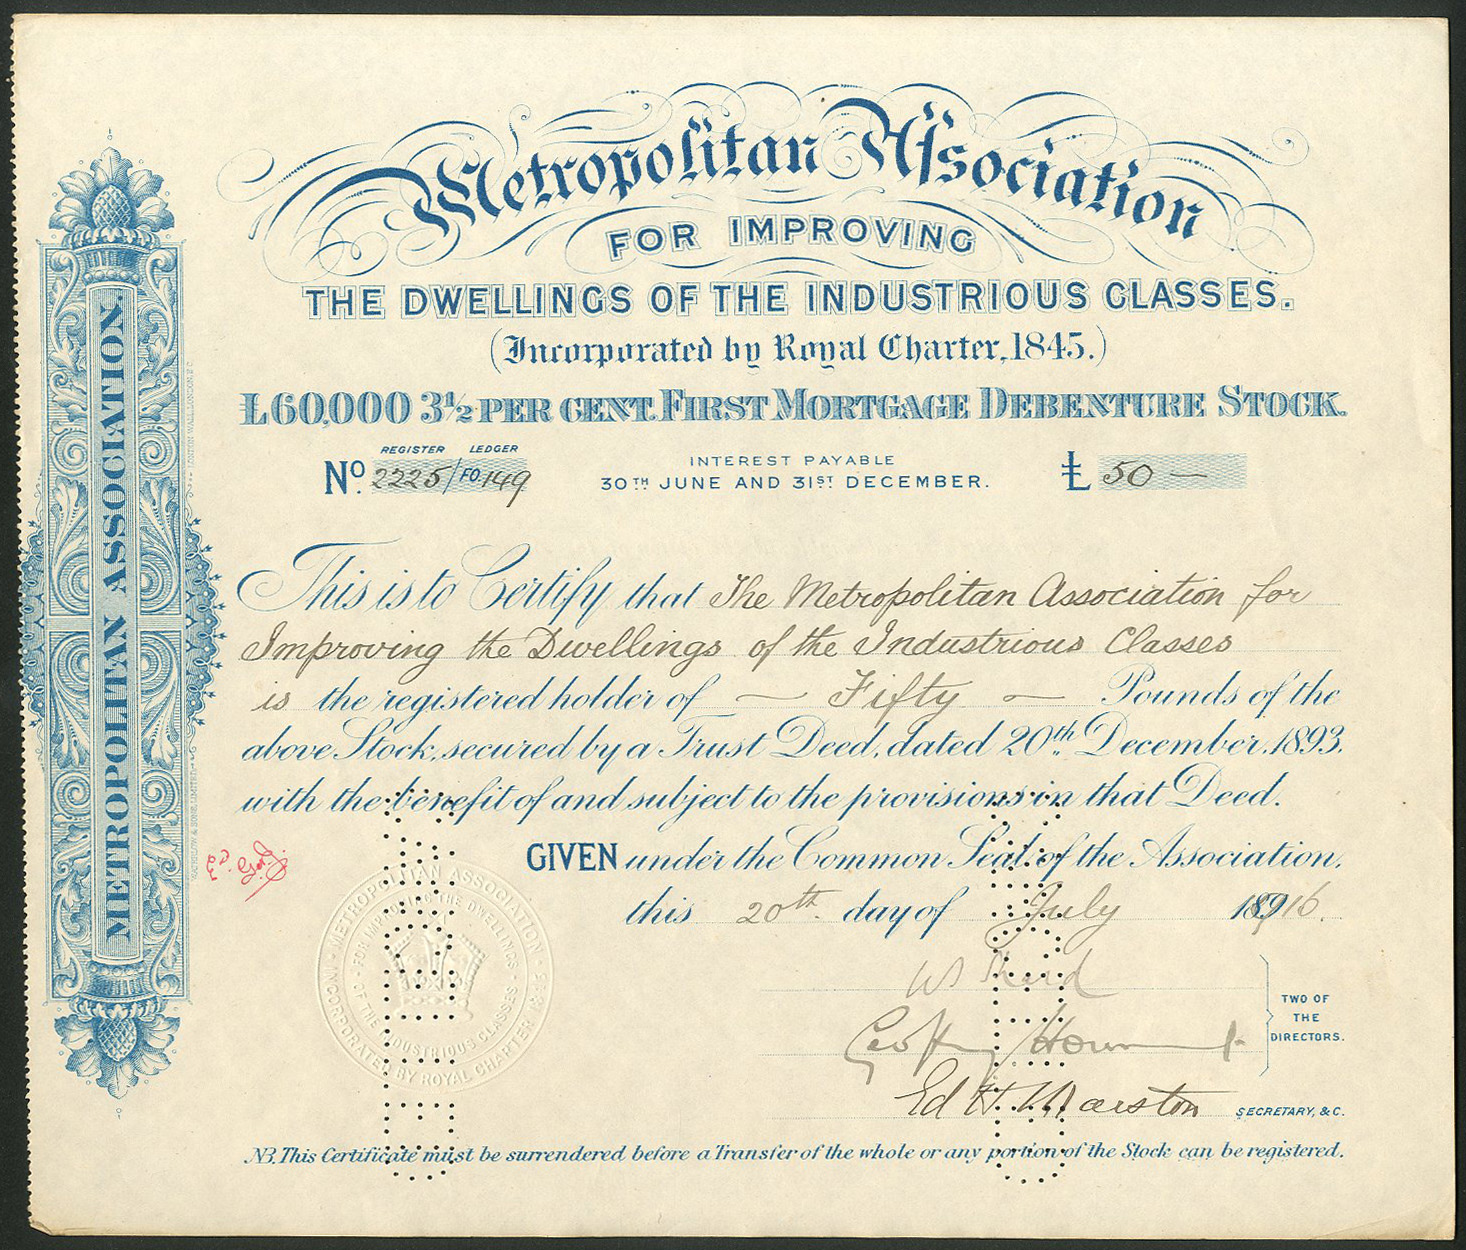 Metropolitan Association
FOR IMPROVING
THE DWELLINGS OF THE INDUSTRIOUS CLASSES.
(Incorporated by Royal Charter, 1845.)
£60,000 3½ PER CENT. FIRST MORTGAGE DEBENTURE STOCK.
REGISTER LEDGER
No. 2225/FO.149
INTEREST PAYABLE
30TH JUNE AND 31ST DECEMBER.
£ 50 —
This is to Certify that The Metropolitan Association for
Improving the Dwellings of the Industrious Classes
is the registered holder of — Fifty — Pounds of the
above Stock, secured by a Trust Deed, dated 20th December, 1893,
with the benefit of and subject to the provisions in that Deed.
GIVEN under the Common Seal of the Association,
this 20th. day of July 1916.
TWO OF
THE
DIRECTORS.
Ed H. Marston SECRETARY, &C.
NB. This Certificate must be surrendered before a Transfer of the whole or any portion of the Stock can be registered.
METROPOLITAN ASSOCIATION.
METROPOLITAN ASSOCIATION
FOR IMPROVING THE DWELLINGS
OF THE INDUSTRIOUS CLASSES
INCORPORATED BY ROYAL CHARTER 1845
CANCELLED